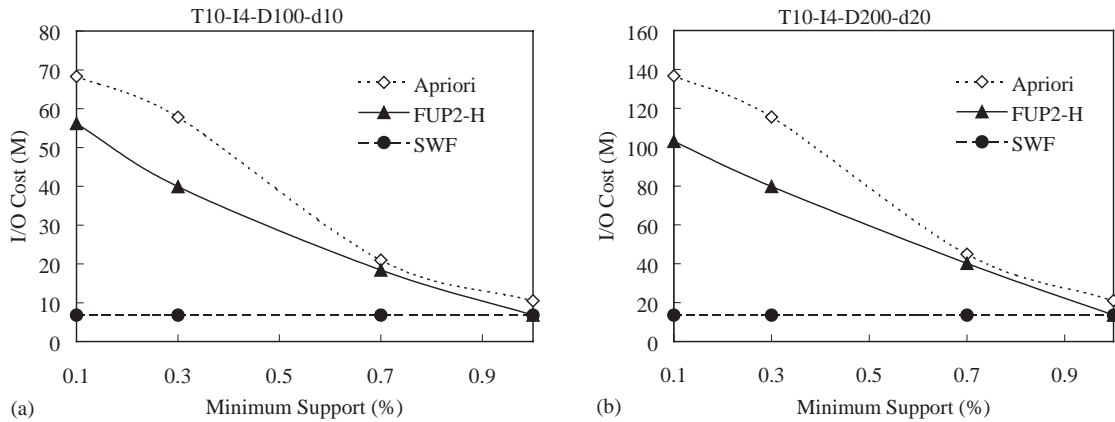 T10-I4-D100-d10
80
70
60
50
40
30
20
10
0
I/O Cost (M)
Apriori
FUP2-H
SWF
0.1 0.3 0.5 0.7 0.9
(a) Minimum Support (%)
T10-I4-D200-d20
160
140
120
100
80
60
40
20
0
I/O Cost (M)
Apriori
FUP2-H
SWF
0.1 0.3 0.5 0.7 0.9
(b) Minimum Support (%)